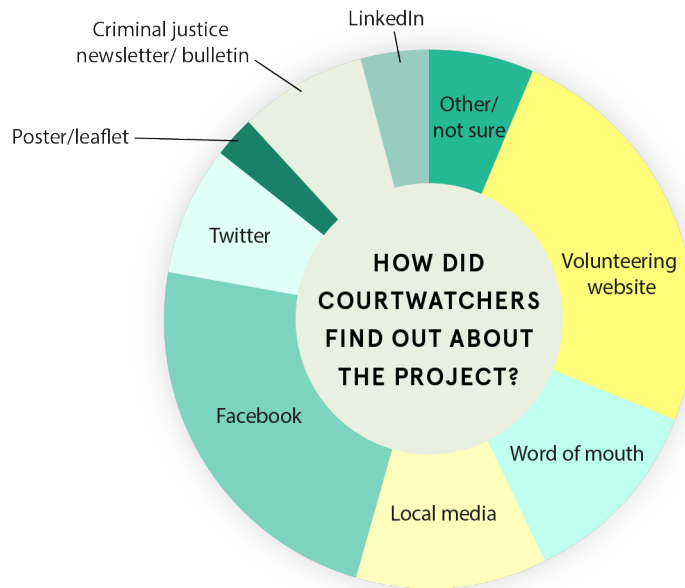 LinkedIn
Criminal justice
newsletter/ bulletin
Other/
not sure
Poster/leaflet
Twitter
Volunteering
website
HOW DID
COURTWATCHERS
FIND OUT ABOUT
THE PROJECT?
Facebook
Word of mouth
Local media